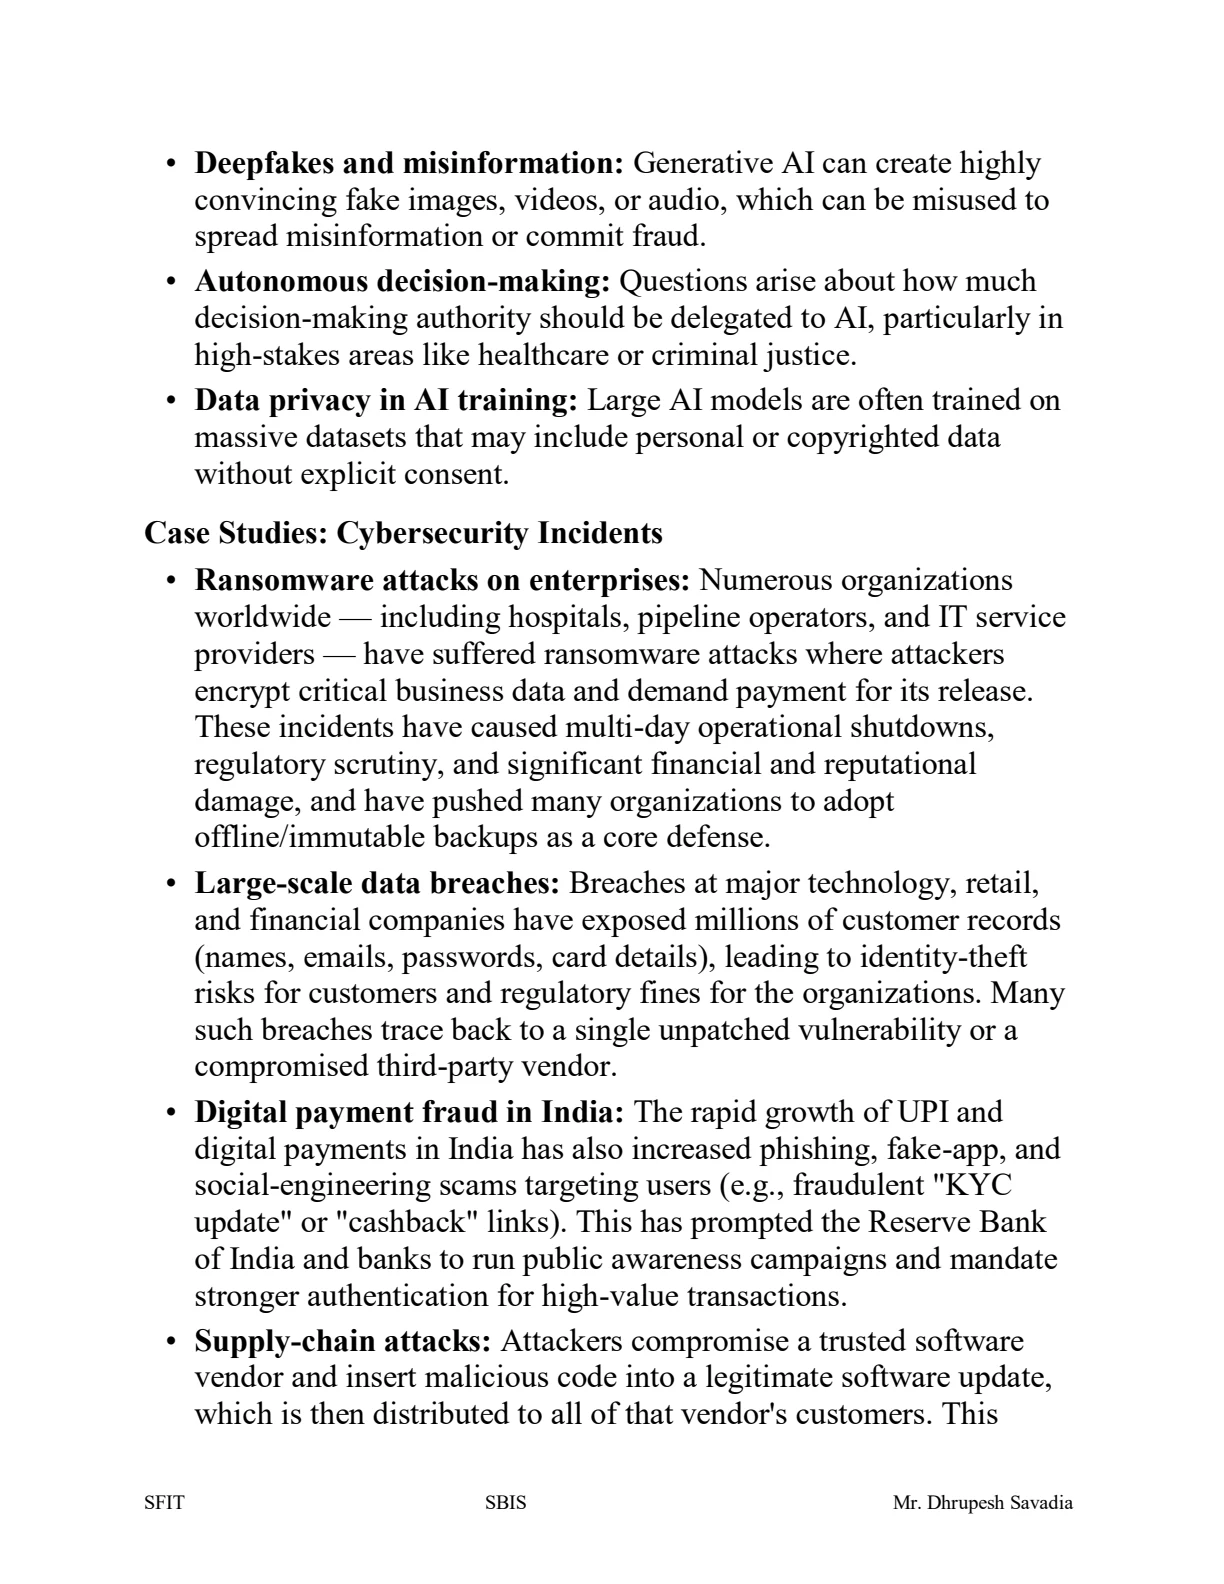 • Deepfakes and misinformation: Generative AI can create highly
convincing fake images, videos, or audio, which can be misused to
spread misinformation or commit fraud.
• Autonomous decision-making: Questions arise about how much
decision-making authority should be delegated to AI, particularly in
high-stakes areas like healthcare or criminal justice.
• Data privacy in AI training: Large AI models are often trained on
massive datasets that may include personal or copyrighted data
without explicit consent.
Case Studies: Cybersecurity Incidents
• Ransomware attacks on enterprises: Numerous organizations
worldwide — including hospitals, pipeline operators, and IT service
providers — have suffered ransomware attacks where attackers
encrypt critical business data and demand payment for its release.
These incidents have caused multi-day operational shutdowns,
regulatory scrutiny, and significant financial and reputational
damage, and have pushed many organizations to adopt
offline/immutable backups as a core defense.
• Large-scale data breaches: Breaches at major technology, retail,
and financial companies have exposed millions of customer records
(names, emails, passwords, card details), leading to identity-theft
risks for customers and regulatory fines for the organizations. Many
such breaches trace back to a single unpatched vulnerability or a
compromised third-party vendor.
• Digital payment fraud in India: The rapid growth of UPI and
digital payments in India has also increased phishing, fake-app, and
social-engineering scams targeting users (e.g., fraudulent "KYC
update" or "cashback" links). This has prompted the Reserve Bank
of India and banks to run public awareness campaigns and mandate
stronger authentication for high-value transactions.
• Supply-chain attacks: Attackers compromise a trusted software
vendor and insert malicious code into a legitimate software update,
which is then distributed to all of that vendor's customers. This
SFIT SBIS Mr. Dhrupesh Savadia